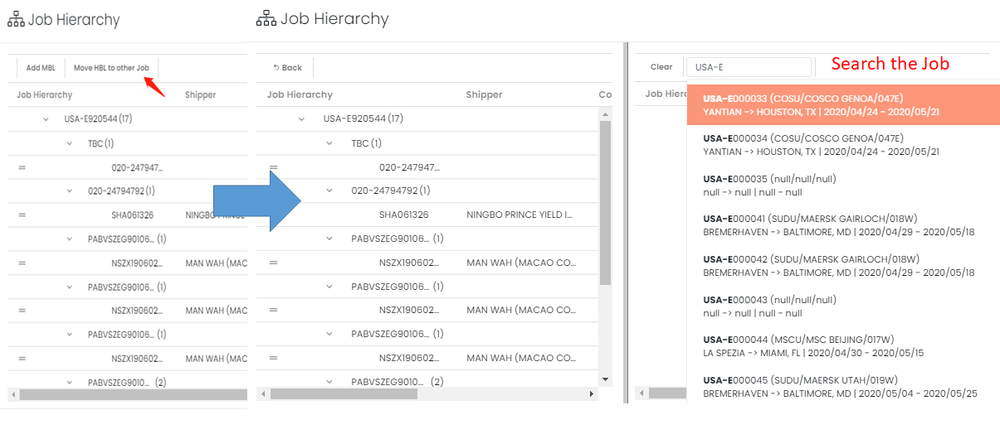 Job Hierarchy
Add MBL
Move HBL to other Job
Job Hierarchy
Shipper
USA-E920544 (17)
TBC (1)
020-247947...
020-24794792 (1)
SHA061326
NINGBO PRINCE
PABVSZEG90106... (1)
NSZX190602...
MAN WAH (MAC
PABVSZEG90106... (1)
NSZX190602...
MAN WAH (MAC
PABVSZEG90106... (1)
NSZX190602...
MAN WAH (MAC
PABVSZEG9010... (2)
Job Hierarchy
Back
Job Hierarchy
Shipper
Co
USA-E920544 (17)
TBC (1)
020-247947...
020-24794792 (1)
SHA061326
NINGBO PRINCE YIELD I...
PABVSZEG90106... (1)
NSZX190602...
MAN WAH (MACAO CO...
PABVSZEG90106... (1)
NSZX190602...
MAN WAH (MACAO CO...
PABVSZEG90106... (1)
NSZX190602...
MAN WAH (MACAO CO...
PABVSZEG9010... (2)
Clear
USA-E
Search the Job
Job Hier
USA-E000033 (COSU/COSCO GENOA/047E)
YANTIAN -> HOUSTON, TX | 2020/04/24 - 2020/05/21
USA-E000034 (COSU/COSCO GENOA/047E)
YANTIAN -> HOUSTON, TX | 2020/04/24 - 2020/05/21
USA-E000035 (null/null/null)
null -> null | null - null
USA-E000041 (SUDU/MAERSK GAIRLOCH/018W)
BREMERHAVEN -> BALTIMORE, MD | 2020/04/29 - 2020/05/18
USA-E000042 (SUDU/MAERSK GAIRLOCH/018W)
BREMERHAVEN -> BALTIMORE, MD | 2020/04/29 - 2020/05/18
USA-E000043 (null/null/null)
null -> null | null - null
USA-E000044 (MSCU/MSC BEIJING/017W)
LA SPEZIA -> MIAMI, FL | 2020/04/30 - 2020/05/15
USA-E000045 (SUDU/MAERSK UTAH/019W)
BREMERHAVEN -> BALTIMORE, MD | 2020/05/04 - 2020/05/25